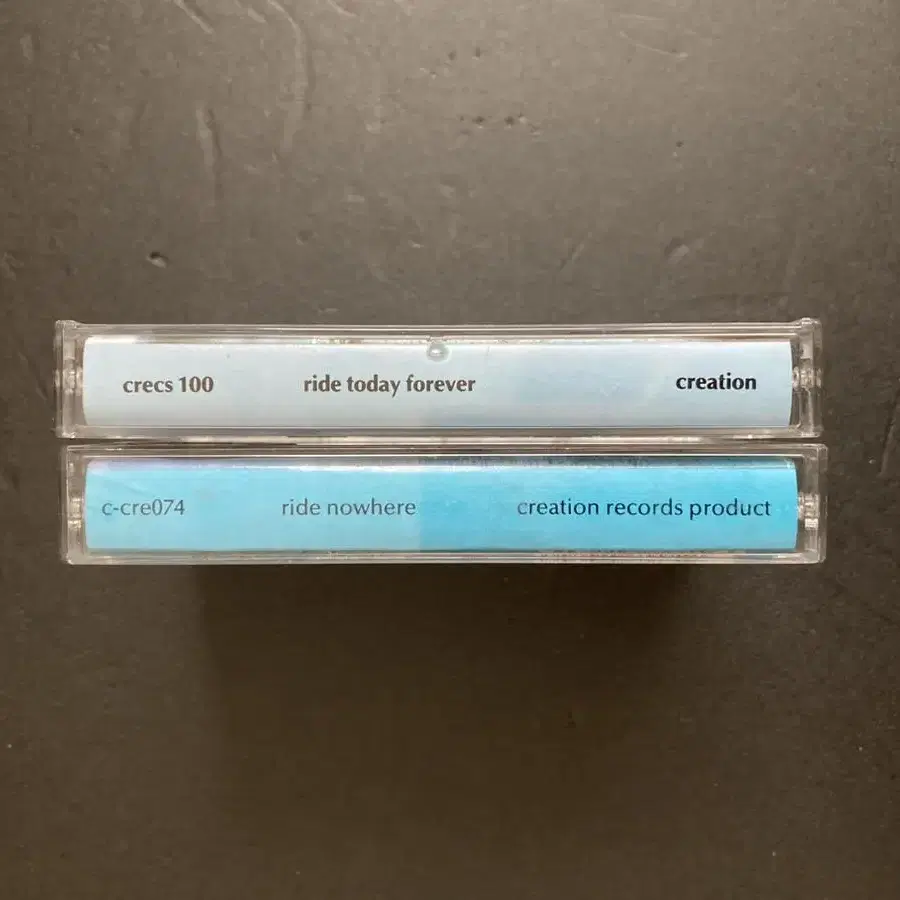 crecs 100 ride today forever creation
c-cre074 ride nowhere creation records product